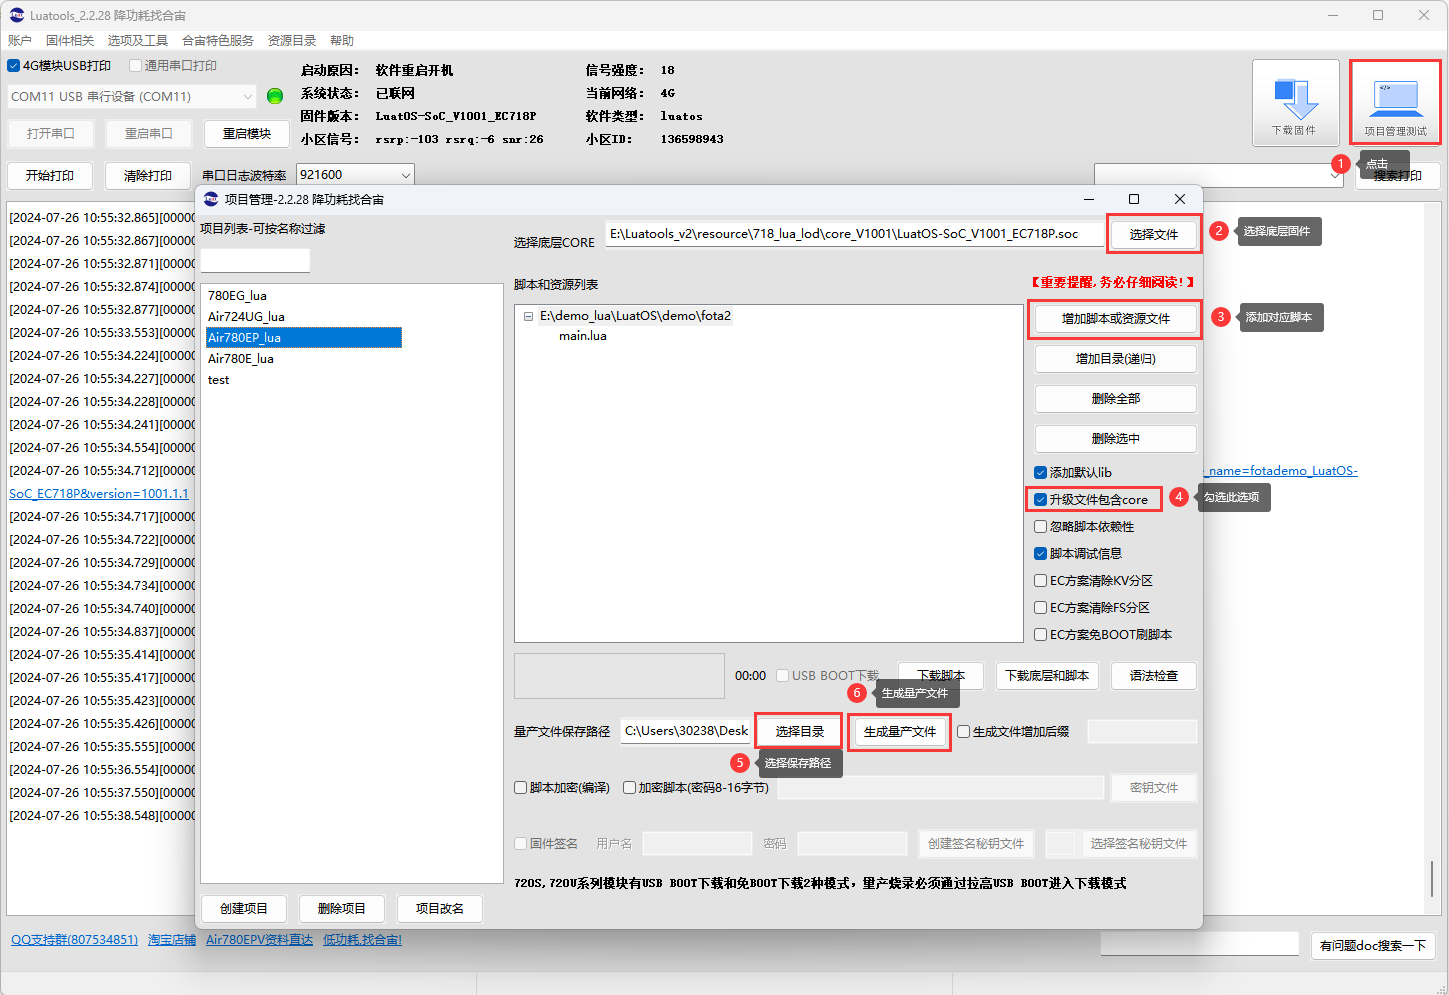 Luatools_2.2.28 降功耗找合宙
账户 固件相关 选项及工具 合宙特色服务 资源目录 帮助
4G模块USB打印 通用串口打印
COM11 USB 串行设备 (COM11)
打开串口 重启串口 重启模块
开始打印 清除打印 串口日志波特率 921600
启动原因： 软件重启开机 信号强度： 18
系统状态： 已联网 当前网络： 4G
固件版本： LuatOS-SoC_V1001_EC718P 软件类型： luatos
小区信号： rsrp:-103 rsrq:-6 snr:26 小区ID： 136598943
下载固件
项目管理测试
1 点击
搜索打印
[2024-07-26 10:55:32.865][0000
[2024-07-26 10:55:32.867][0000
[2024-07-26 10:55:32.871][0000
[2024-07-26 10:55:32.874][0000
[2024-07-26 10:55:32.877][0000
[2024-07-26 10:55:33.553][0000
[2024-07-26 10:55:34.224][0000
[2024-07-26 10:55:34.227][0000
[2024-07-26 10:55:34.228][0000
[2024-07-26 10:55:34.241][0000
[2024-07-26 10:55:34.554][0000
[2024-07-26 10:55:34.712][0000
_name=fotademo_LuatOS-
SoC_EC718P&version=1001.1.1
[2024-07-26 10:55:34.717][0000
[2024-07-26 10:55:34.722][0000
[2024-07-26 10:55:34.729][0000
[2024-07-26 10:55:34.734][0000
[2024-07-26 10:55:34.740][0000
[2024-07-26 10:55:34.837][0000
[2024-07-26 10:55:35.414][0000
[2024-07-26 10:55:35.417][0000
[2024-07-26 10:55:35.423][0000
[2024-07-26 10:55:35.426][0000
[2024-07-26 10:55:35.555][0000
[2024-07-26 10:55:36.554][0000
[2024-07-26 10:55:37.550][0000
[2024-07-26 10:55:38.548][0000
项目管理-2.2.28 降功耗找合宙
项目列表-可按名称过滤
780EG_lua
Air724UG_lua
Air780EP_lua
Air780E_lua
test
创建项目 删除项目 项目改名
选择底层CORE E:\Luatools_v2\resource\718_lua_lod\core_V1001\LuatOS-SoC_V1001_EC718P.soc 选择文件
2 选择底层固件
脚本和资源列表 【重要提醒,务必仔细阅读!】
E:\demo_lua\LuatOS\demo\fota2
main.lua
增加脚本或资源文件
3 添加对应脚本
增加目录(递归)
删除全部
删除选中
添加默认lib
升级文件包含core
4 勾选此选项
忽略脚本依赖性
脚本调试信息
EC方案清除KV分区
EC方案清除FS分区
EC方案免BOOT刷脚本
00:00 USB BOOT下载 下载脚本 下载底层和脚本 语法检查
6 生成量产文件
量产文件保存路径 C:\Users\30238\Desk 选择目录 生成量产文件 生成文件增加后缀
5 选择保存路径
脚本加密(编译) 加密脚本(密码8-16字节) 密钥文件
固件签名 用户名 密码 创建签名秘钥文件 选择签名秘钥文件
720S,720U系列模块有USB BOOT下载和免BOOT下载2种模式，量产烧录必须通过拉高USB BOOT进入下载模式
QQ支持群(807534851) 淘宝店铺 Air780EPV资料直达 低功耗,找合宙!
有问题doc搜索一下